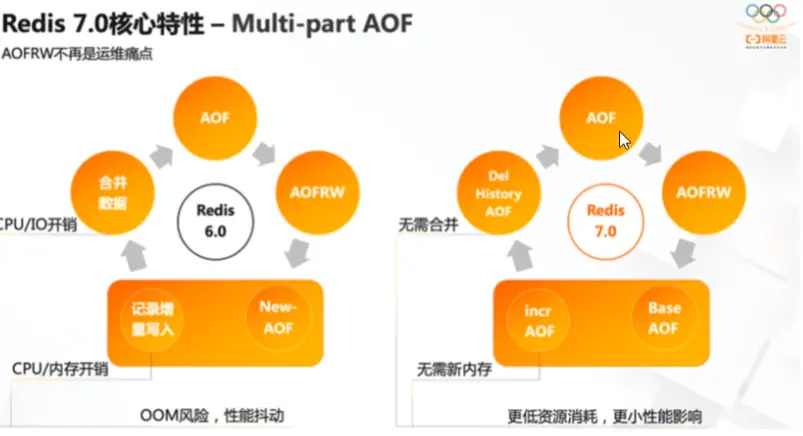 Redis 7.0核心特性 – Multi-part AOF
AOFRW不再是运维痛点
阿里云
AOF
合并
数据
AOFRW
Redis
6.0
CPU/IO开销
记录增
量写入
New-
AOF
CPU/内存开销
OOM风险，性能抖动
AOF
Del
History
AOF
AOFRW
Redis
7.0
无需合并
incr
AOF
Base
AOF
无需新内存
更低资源消耗，更小性能影响